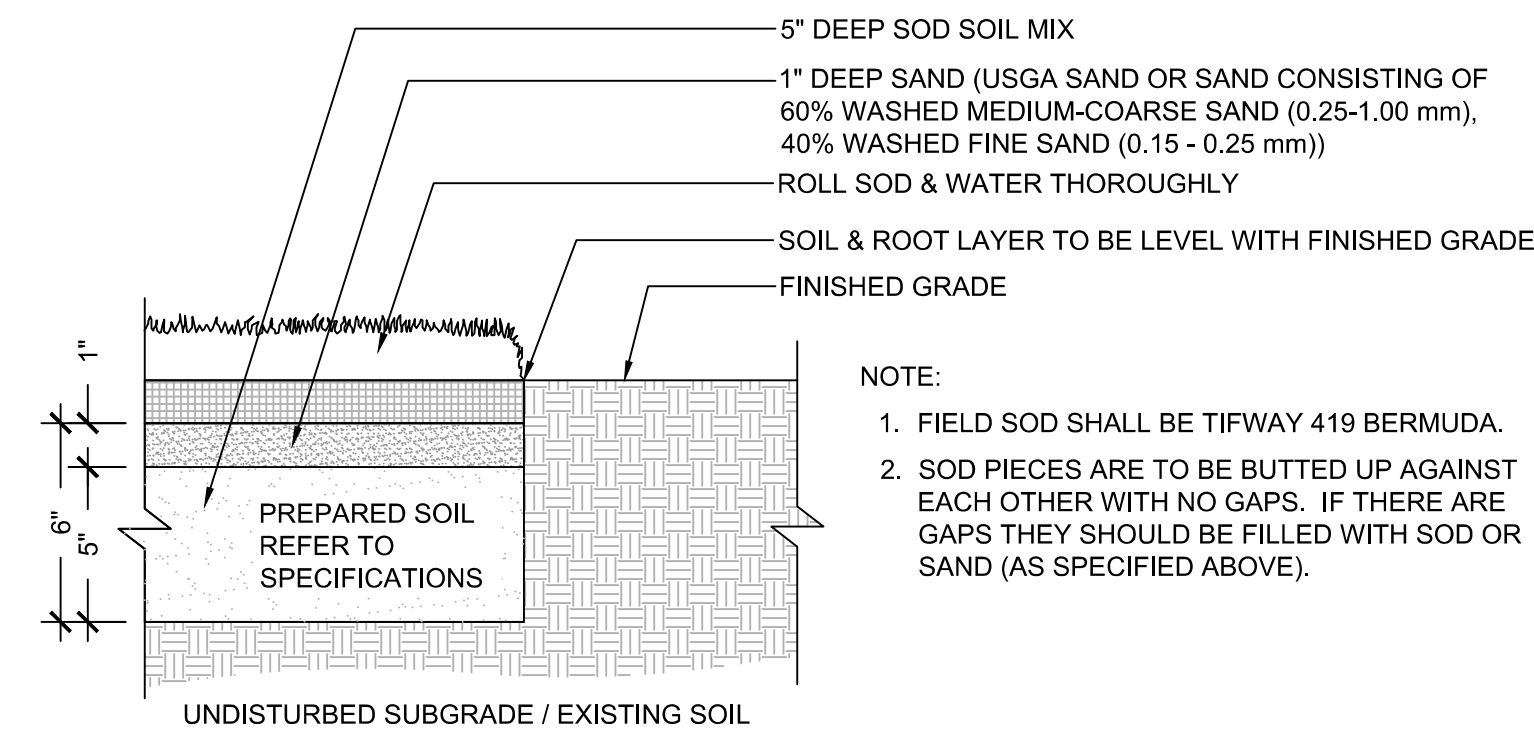 5" DEEP SOD SOIL MIX
1" DEEP SAND (USGA SAND OR SAND CONSISTING OF
60% WASHED MEDIUM-COARSE SAND (0.25-1.00 mm),
40% WASHED FINE SAND (0.15 - 0.25 mm))
ROLL SOD & WATER THOROUGHLY
SOIL & ROOT LAYER TO BE LEVEL WITH FINISHED GRADE
FINISHED GRADE
1"
6"
5"
PREPARED SOIL
REFER TO
SPECIFICATIONS
UNDISTURBED SUBGRADE / EXISTING SOIL
NOTE:
1. FIELD SOD SHALL BE TIFWAY 419 BERMUDA.
2. SOD PIECES ARE TO BE BUTTED UP AGAINST
EACH OTHER WITH NO GAPS. IF THERE ARE
GAPS THEY SHOULD BE FILLED WITH SOD OR
SAND (AS SPECIFIED ABOVE).